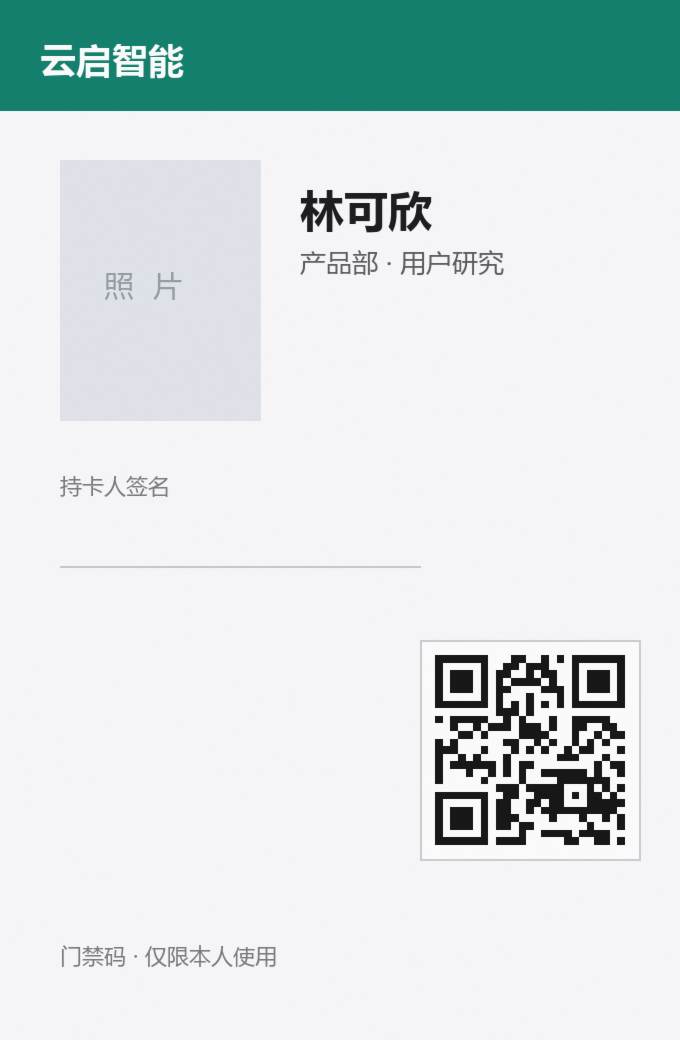 云启智能
林可欣
产品部 · 用户研究
照 片
持卡人签名
门禁码 · 仅限本人使用